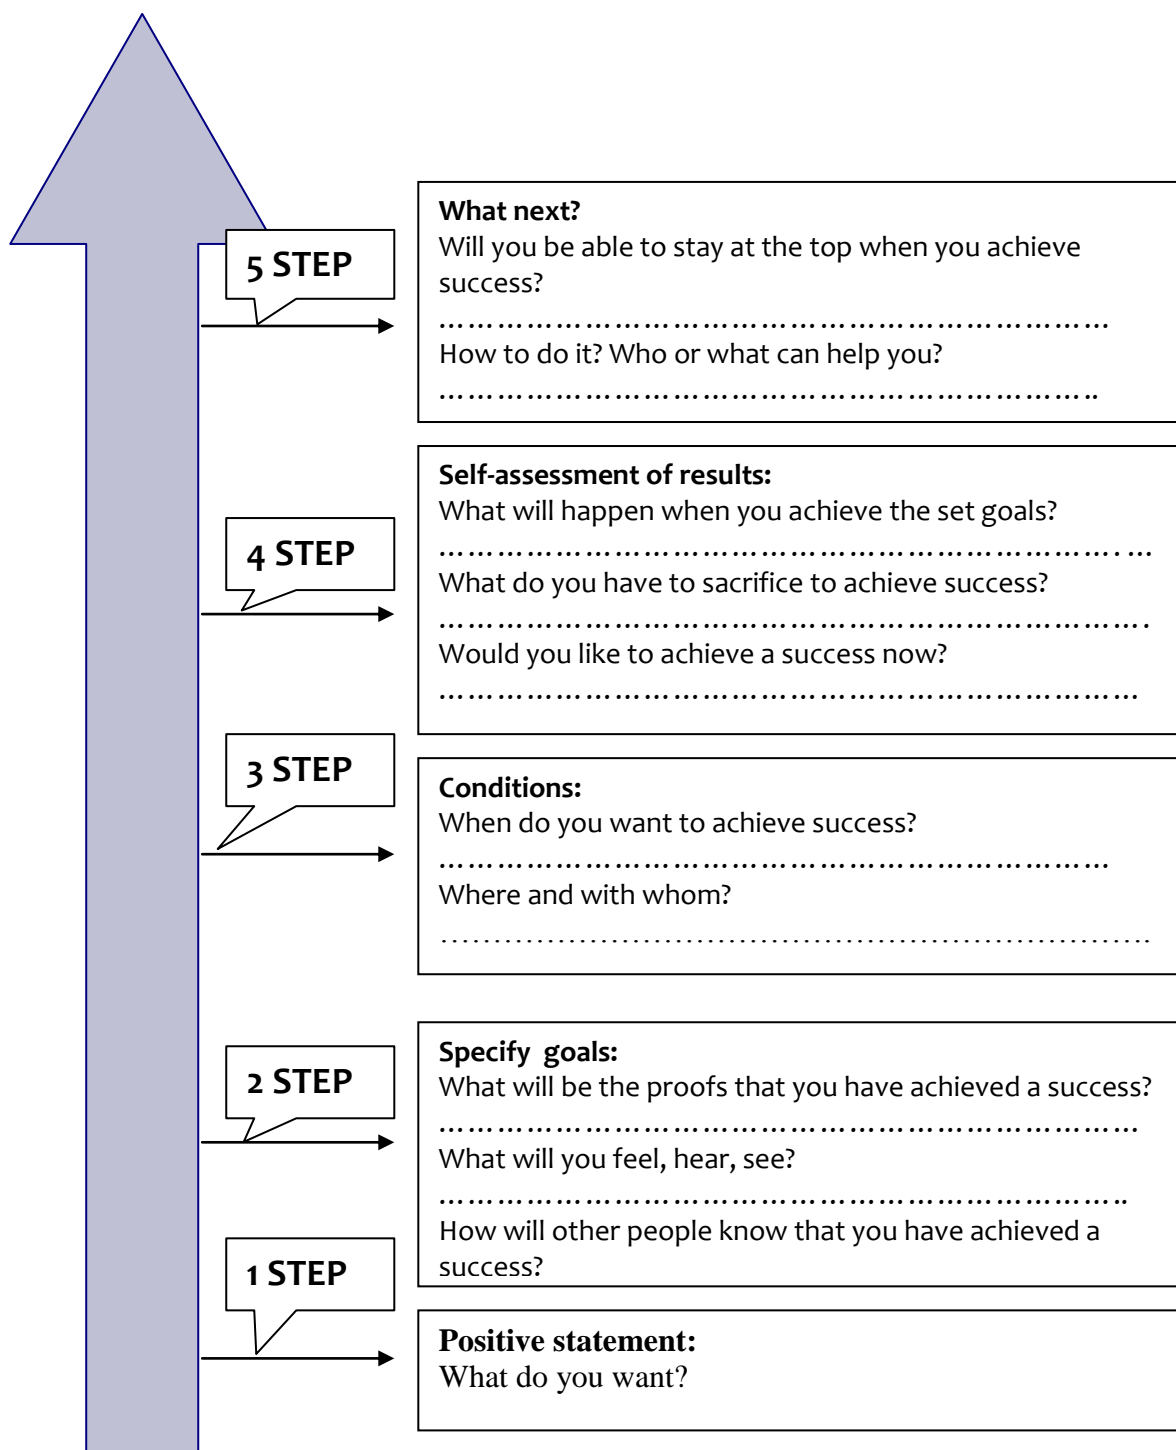 5 STEP
What next?
Will you be able to stay at the top when you achieve
success?
……………………………………………………………
How to do it? Who or what can help you?
…………………………………………………………..
4 STEP
Self-assessment of results:
What will happen when you achieve the set goals?
……………………………………………………………. …
What do you have to sacrifice to achieve success?
……………………………………………………………….
Would you like to achieve a success now?
………………………………………………………………
3 STEP
Conditions:
When do you want to achieve success?
……………………………………………………………
Where and with whom?
…………………………………………………………………….
2 STEP
Specify  goals:
What will be the proofs that you have achieved a success?
………………………………………………………………
What will you feel, hear, see?
……………………………………………………………..
How will other people know that you have achieved a
success?
1 STEP
Positive statement:
What do you want?